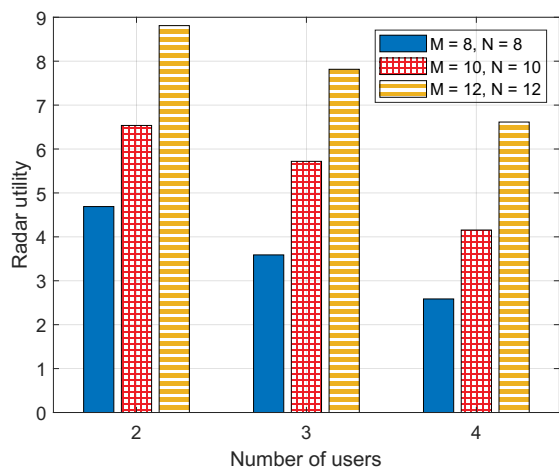 9
8
7
6
5
4
3
2
1
0
Radar utility
M = 8, N = 8
M = 10, N = 10
M = 12, N = 12
2 3 4
Number of users